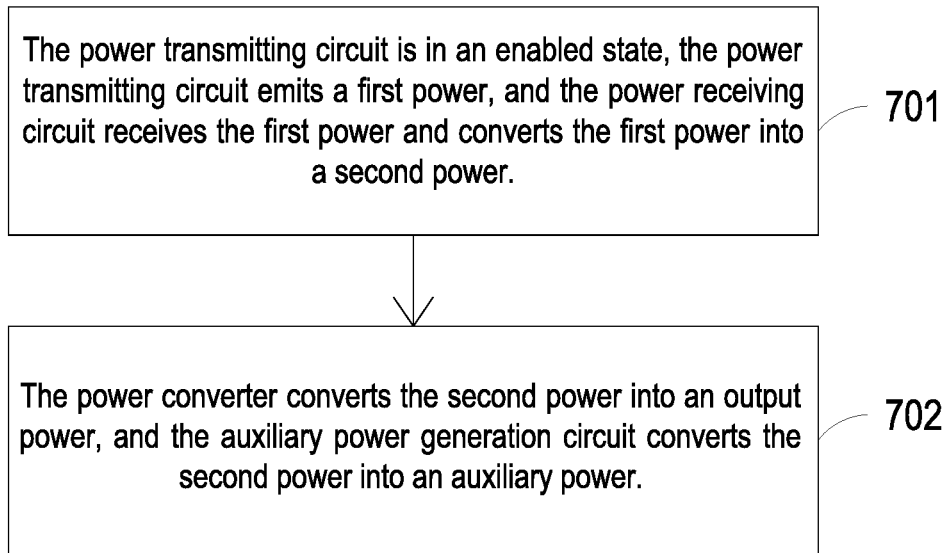 The power transmitting circuit is in an enabled state, the power
transmitting circuit emits a first power, and the power receiving
circuit receives the first power and converts the first power into
a second power.
701
The power converter converts the second power into an output
power, and the auxiliary power generation circuit converts the
second power into an auxiliary power.
702